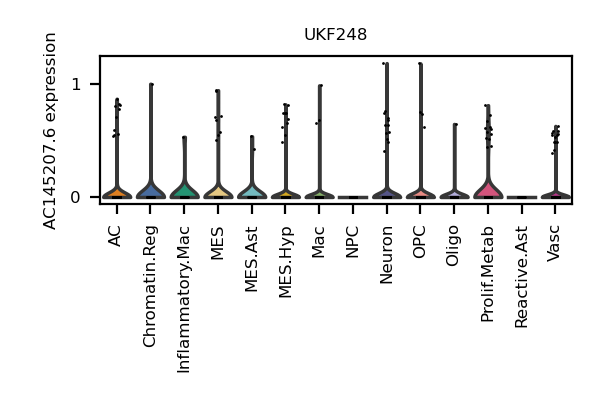 UKF248
AC145207.6 expression
1
0
AC
Chromatin.Reg
Inflammatory.Mac
MES
MES.Ast
MES.Hyp
Mac
NPC
Neuron
OPC
Oligo
Prolif.Metab
Reactive.Ast
Vasc